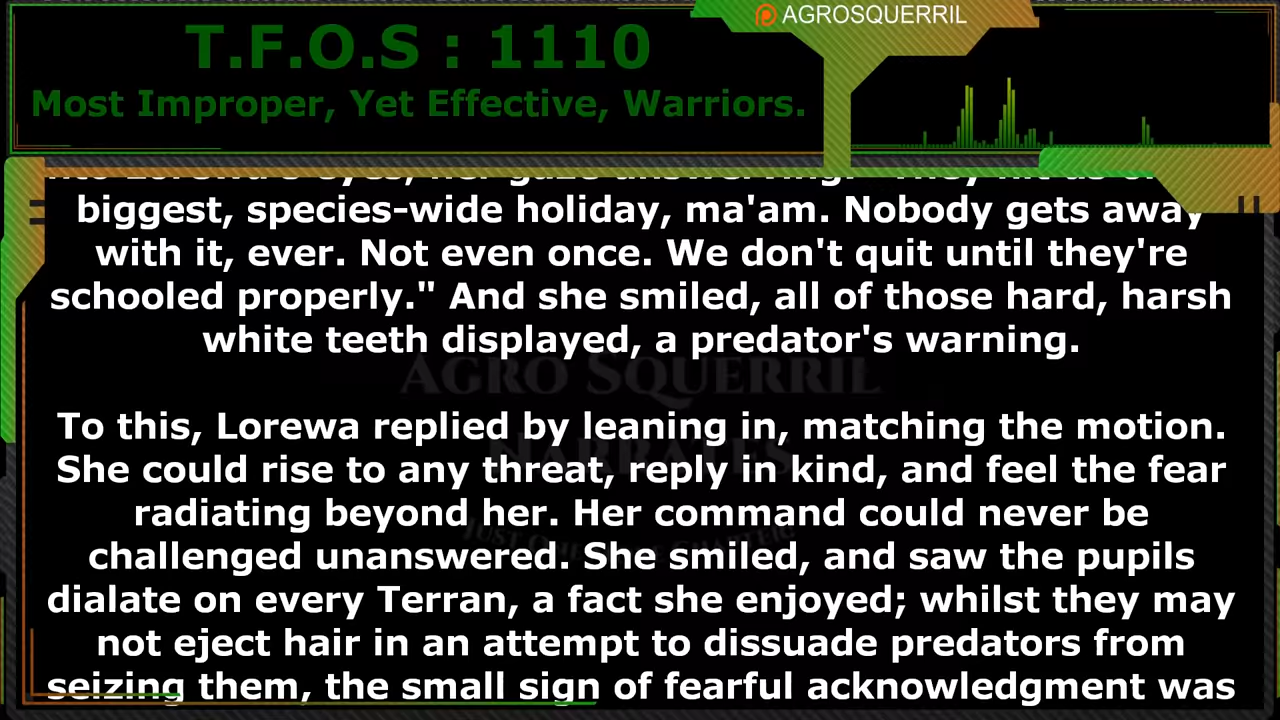 AGROSQUERRIL
T.F.O.S : 1110
Most Improper, Yet Effective, Warriors.
biggest, species-wide holiday, ma'am. Nobody gets away
with it, ever. Not even once. We don't quit until they're
schooled properly." And she smiled, all of those hard, harsh
white teeth displayed, a predator's warning.
AGRO SQUERRIL
NARRATES
To this, Lorewa replied by leaning in, matching the motion.
She could rise to any threat, reply in kind, and feel the fear
radiating beyond her. Her command could never be
challenged unanswered. She smiled, and saw the pupils
dialate on every Terran, a fact she enjoyed; whilst they may
not eject hair in an attempt to dissuade predators from
seizing them, the small sign of fearful acknowledgment was